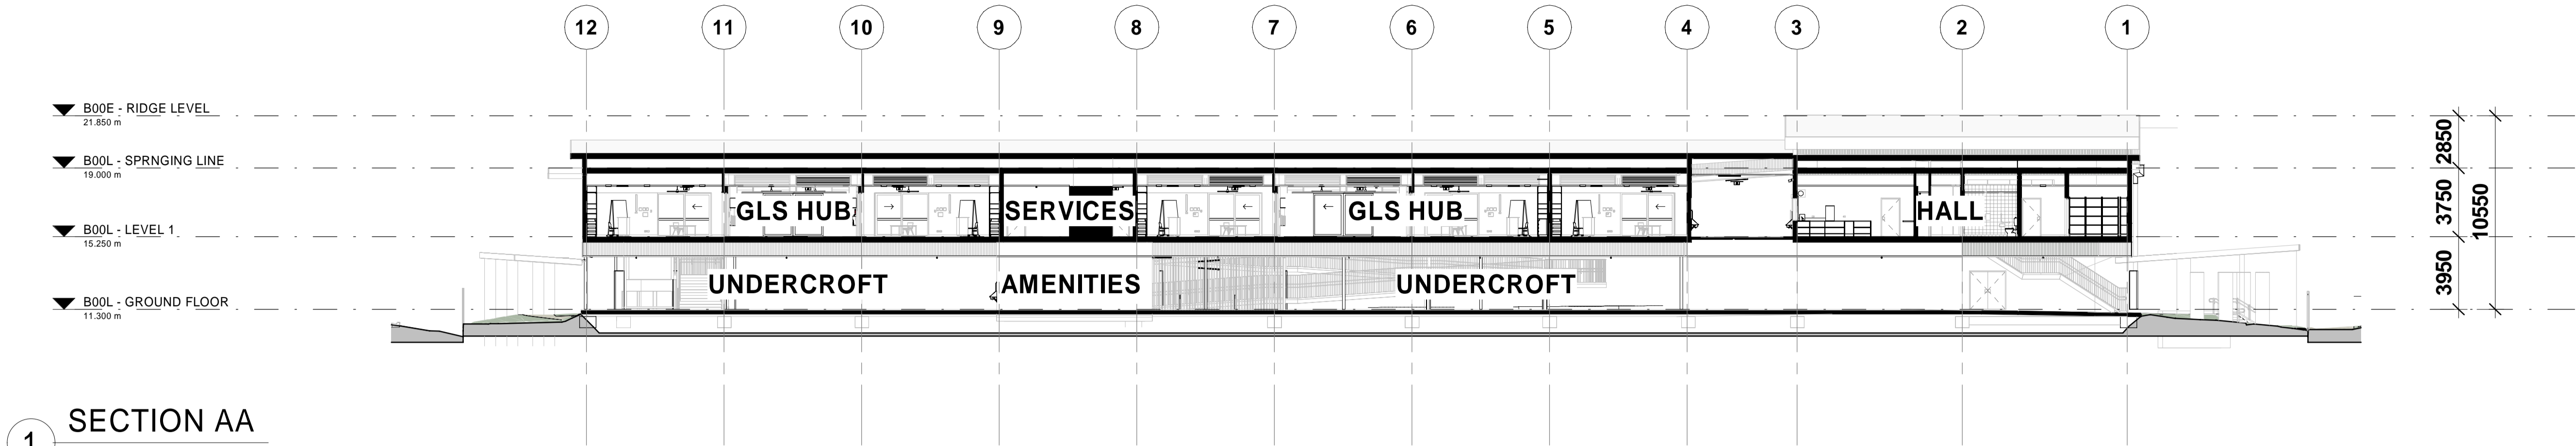 12 11 10 9 8 7 6 5 4 3 2 1
B00E - RIDGE LEVEL
21.850 m
B00L - SPRNGING LINE
19.000 m
B00L - LEVEL 1
15.250 m
B00L - GROUND FLOOR
11.300 m
GLS HUB SERVICES GLS HUB HALL
UNDERCROFT AMENITIES UNDERCROFT
2850
3750
3950
10550
1 SECTION AA